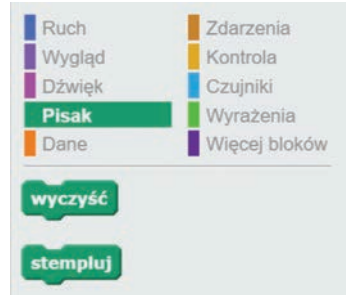 Ruch
Wygląd
Dźwięk
Pisak
Dane
Zdarzenia
Kontrola
Czujniki
Wyrażenia
Więcej bloków
wyczyść
stempluj